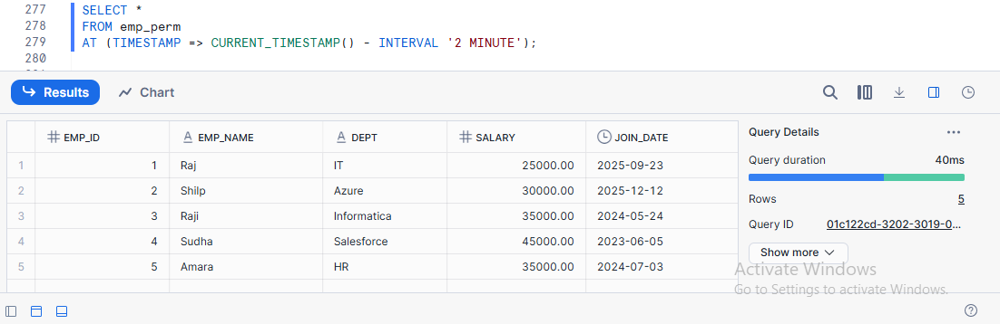 277 SELECT *
278 FROM emp_perm
279 AT (TIMESTAMP => CURRENT_TIMESTAMP() - INTERVAL '2 MINUTE');
280
Results Chart
EMP_ID EMP_NAME DEPT SALARY JOIN_DATE
1 1 Raj IT 25000.00 2025-09-23
2 2 Shilp Azure 30000.00 2025-12-12
3 3 Raji Informatica 35000.00 2024-05-24
4 4 Sudha Salesforce 45000.00 2023-06-05
5 5 Amara HR 35000.00 2024-07-03
Query Details ...
Query duration 40ms
Rows 5
Query ID 01c122cd-3202-3019-0...
Show more
Activate Windows
Go to Settings to activate Windows.